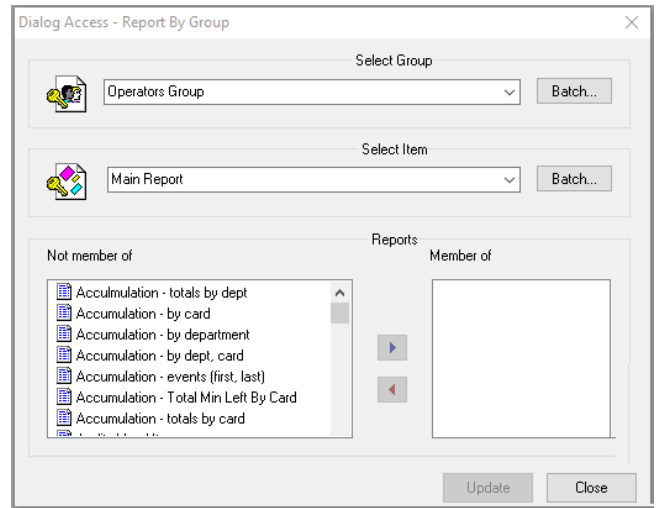 Dialog Access - Report By Group
Select Group
Operators Group
Batch...
Select Item
Main Report
Batch...
Reports
Not member of
Member of
Acculmulation - totals by dept
Accumulation - by card
Accumulation - by department
Accumulation - by dept, card
Accumulation - events (first, last)
Accumulation - Total Min Left By Card
Accumulation - totals by card
Update
Close